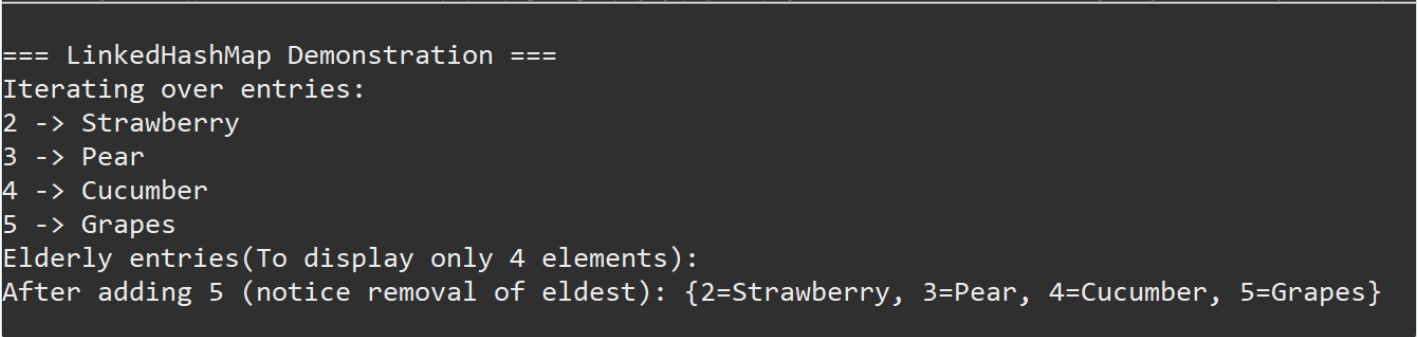 === LinkedHashMap Demonstration ===
Iterating over entries:
2 -> Strawberry
3 -> Pear
4 -> Cucumber
5 -> Grapes
Elderly entries(To display only 4 elements):
After adding 5 (notice removal of eldest): {2=Strawberry, 3=Pear, 4=Cucumber, 5=Grapes}